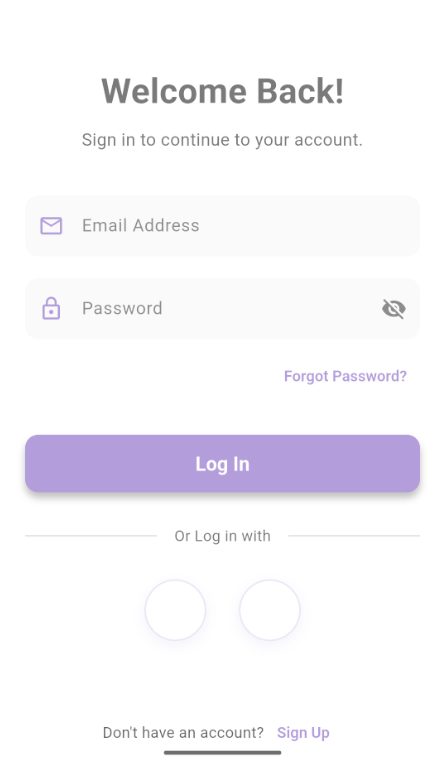 Welcome Back!
Sign in to continue to your account.
Email Address
Password
Forgot Password?
Log In
Or Log in with
Don't have an account? Sign Up